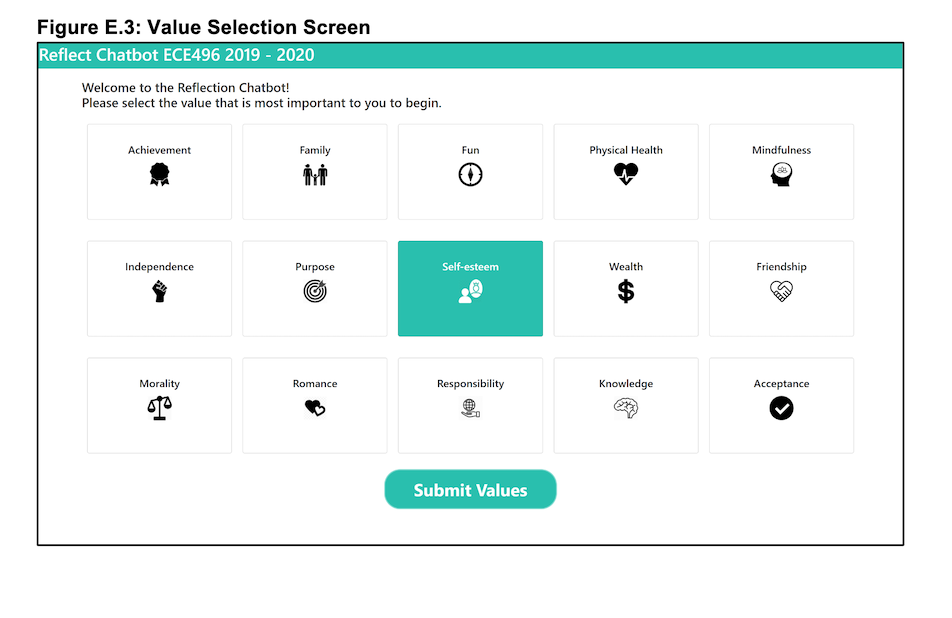 Figure E.3: Value Selection Screen
Reflect Chatbot ECE496 2019 - 2020
Welcome to the Reflection Chatbot!
Please select the value that is most important to you to begin.
Achievement
Family
Fun
Physical Health
Mindfulness
Independence
Purpose
Self-esteem
Wealth
Friendship
Morality
Romance
Responsibility
Knowledge
Acceptance
Submit Values